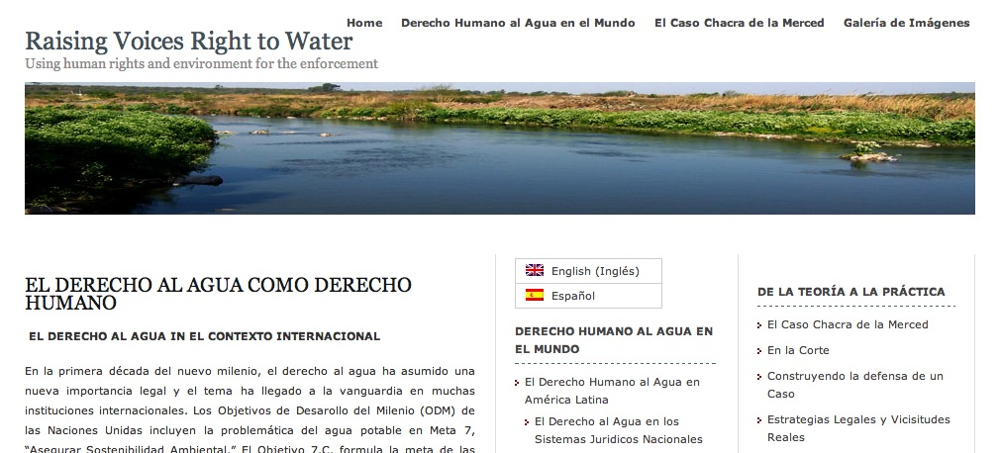 Home Derecho Humano al Agua en el Mundo El Caso Chacra de la Merced Galería de Imágenes
Raising Voices Right to Water
Using human rights and environment for the enforcement
EL DERECHO AL AGUA COMO DERECHO
HUMANO
EL DERECHO AL AGUA IN EL CONTEXTO INTERNACIONAL
En la primera década del nuevo milenio, el derecho al agua ha asumido una
nueva importancia legal y el tema ha llegado a la vanguardia en muchas
instituciones internacionales. Los Objetivos de Desarollo del Milenio (ODM) de
las Naciones Unidas incluyen la problemática del agua potable en Meta 7,
“Asegurar Sostenibilidad Ambiental.” El Objetivo 7.C. formula la meta de las
English (Inglés)
Español
DERECHO HUMANO AL AGUA EN
EL MUNDO
El Derecho Humano al Agua en
América Latina
El Derecho al Agua en los
Sistemas Juridicos Nacionales
DE LA TEORÍA A LA PRÁCTICA
El Caso Chacra de la Merced
En la Corte
Construyendo la defensa de un
Caso
Estrategias Legales y Vicisitudes
Reales